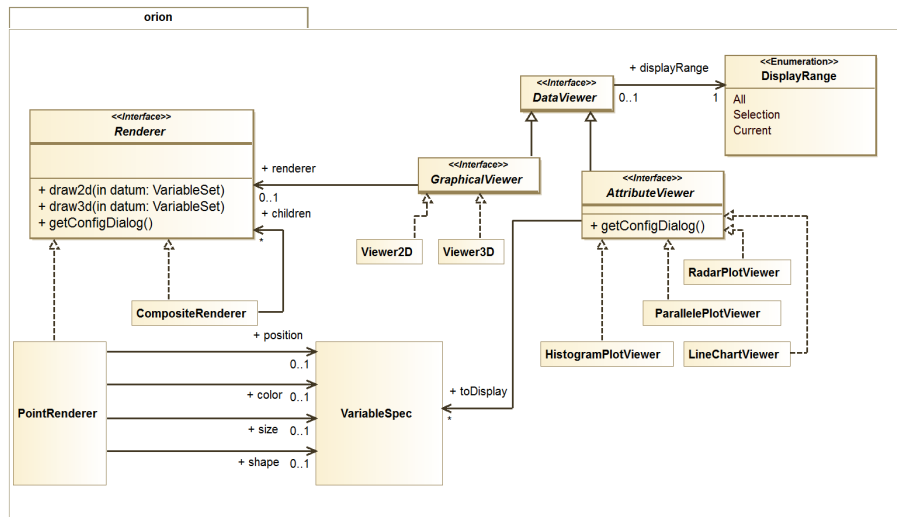 orion
<<Interface>>
DataViewer
+ displayRange
0..1
1
<<Enumeration>>
DisplayRange
All
Selection
Current
<<Interface>>
Renderer
+ draw2d(in datum: VariableSet)
+ draw3d(in datum: VariableSet)
+ getConfigDialog()
+ renderer
0..1
+ children
*
<<Interface>>
GraphicalViewer
<<Interface>>
AttributeViewer
+ getConfigDialog()
Viewer2D
Viewer3D
RadarPlotViewer
CompositeRenderer
ParallelePlotViewer
HistogramPlotViewer
LineChartViewer
PointRenderer
+ position
0..1
+ color
0..1
+ size
0..1
+ shape
0..1
VariableSpec
+ toDisplay
*